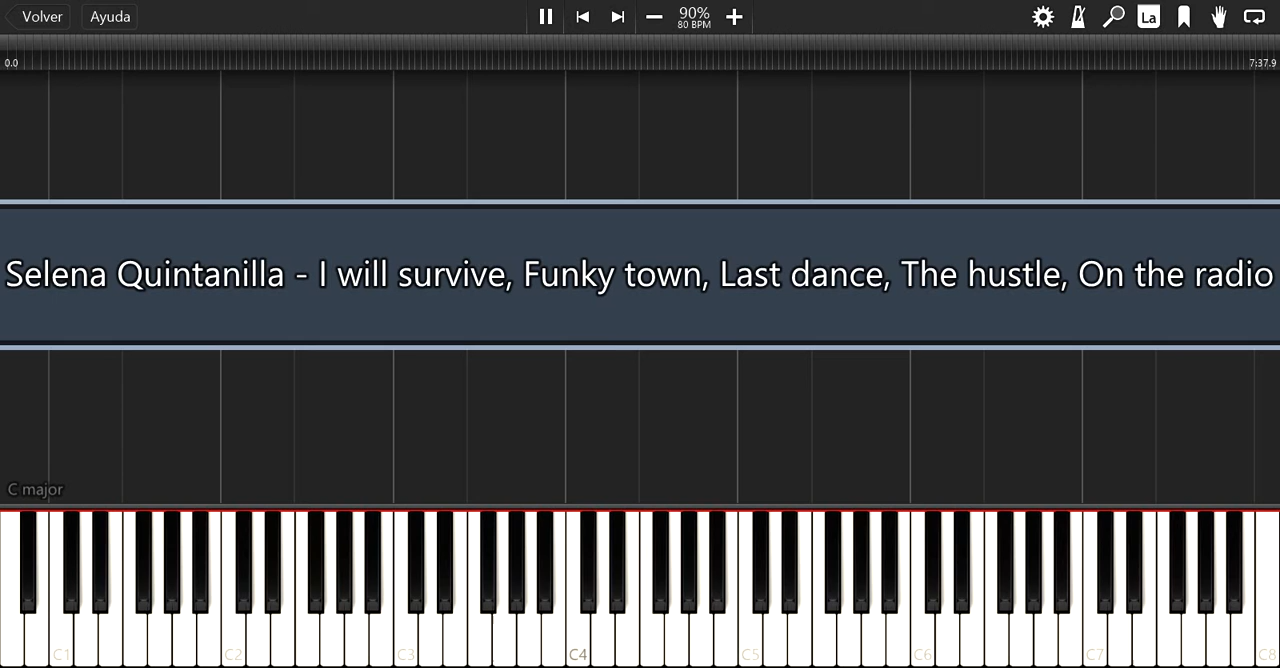 Volver
Ayuda
90%
80 BPM
La
0.0
7:37.9
Selena Quintanilla - I will survive, Funky town, Last dance, The hustle, On the radio
C major
C1 C2 C3 C4 C5 C6 C7 C8